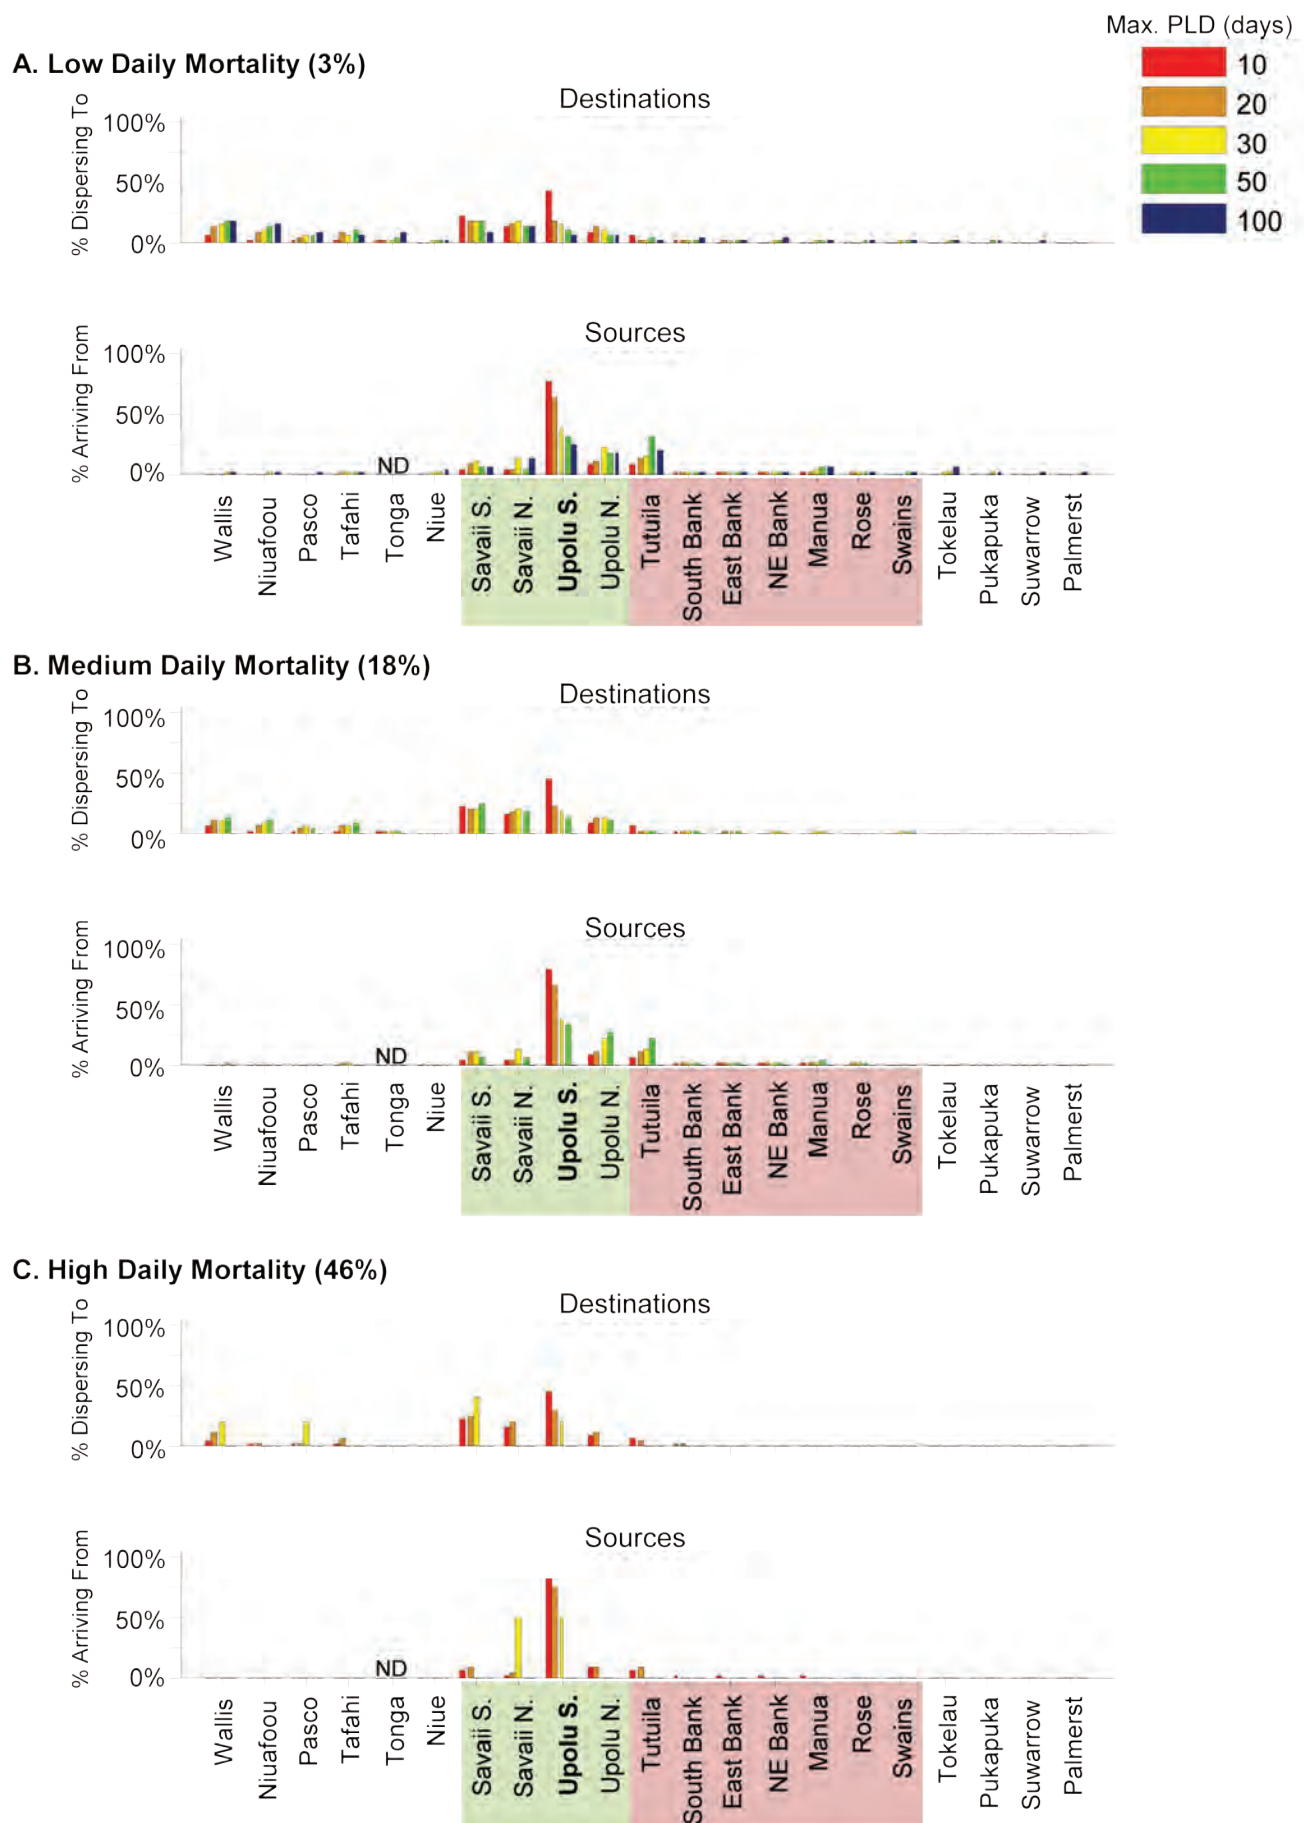 Max. PLD (days)
10
20
30
50
100
A. Low Daily Mortality (3%)
Destinations
% Dispersing To
100%
50%
0%
Sources
% Arriving From
100%
50%
0%
ND
Wallis
Niuafoou
Pasco
Tafahi
Tonga
Niue
Savaii S.
Savaii N.
Upolu S.
Upolu N.
Tutuila
South Bank
East Bank
NE Bank
Manua
Rose
Swains
Tokelau
Pukapuka
Suwarrow
Palmerst
B. Medium Daily Mortality (18%)
Destinations
% Dispersing To
100%
50%
0%
Sources
% Arriving From
100%
50%
0%
ND
Wallis
Niuafoou
Pasco
Tafahi
Tonga
Niue
Savaii S.
Savaii N.
Upolu S.
Upolu N.
Tutuila
South Bank
East Bank
NE Bank
Manua
Rose
Swains
Tokelau
Pukapuka
Suwarrow
Palmerst
C. High Daily Mortality (46%)
Destinations
% Dispersing To
100%
50%
0%
Sources
% Arriving From
100%
50%
0%
ND
Wallis
Niuafoou
Pasco
Tafahi
Tonga
Niue
Savaii S.
Savaii N.
Upolu S.
Upolu N.
Tutuila
South Bank
East Bank
NE Bank
Manua
Rose
Swains
Tokelau
Pukapuka
Suwarrow
Palmerst